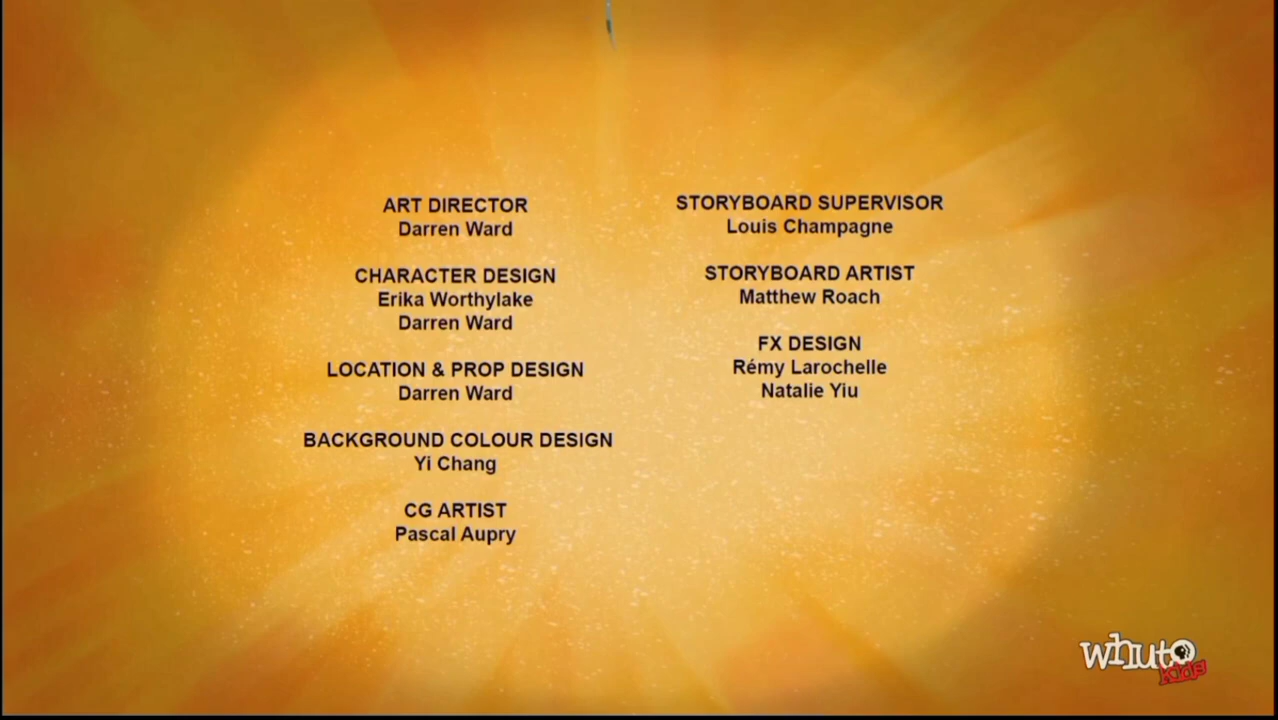 ART DIRECTOR
Darren Ward
CHARACTER DESIGN
Erika Worthylake
Darren Ward
LOCATION & PROP DESIGN
Darren Ward
BACKGROUND COLOUR DESIGN
Yi Chang
CG ARTIST
Pascal Aupry
STORYBOARD SUPERVISOR
Louis Champagne
STORYBOARD ARTIST
Matthew Roach
FX DESIGN
Rémy Larochelle
Natalie Yiu
whut
kids